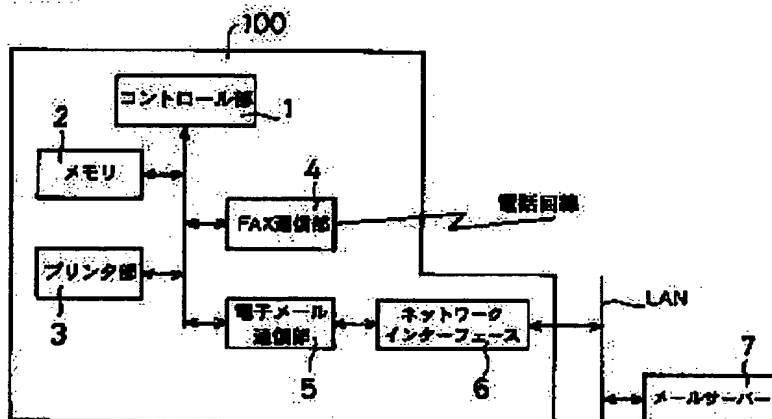 100
コントロール部
1
2
メモリ
4
FAX通信部
電話回線
プリンタ部
3
電子メール
通信部
5
ネットワーク
インターフェース
6
LAN
7
メールサーバー